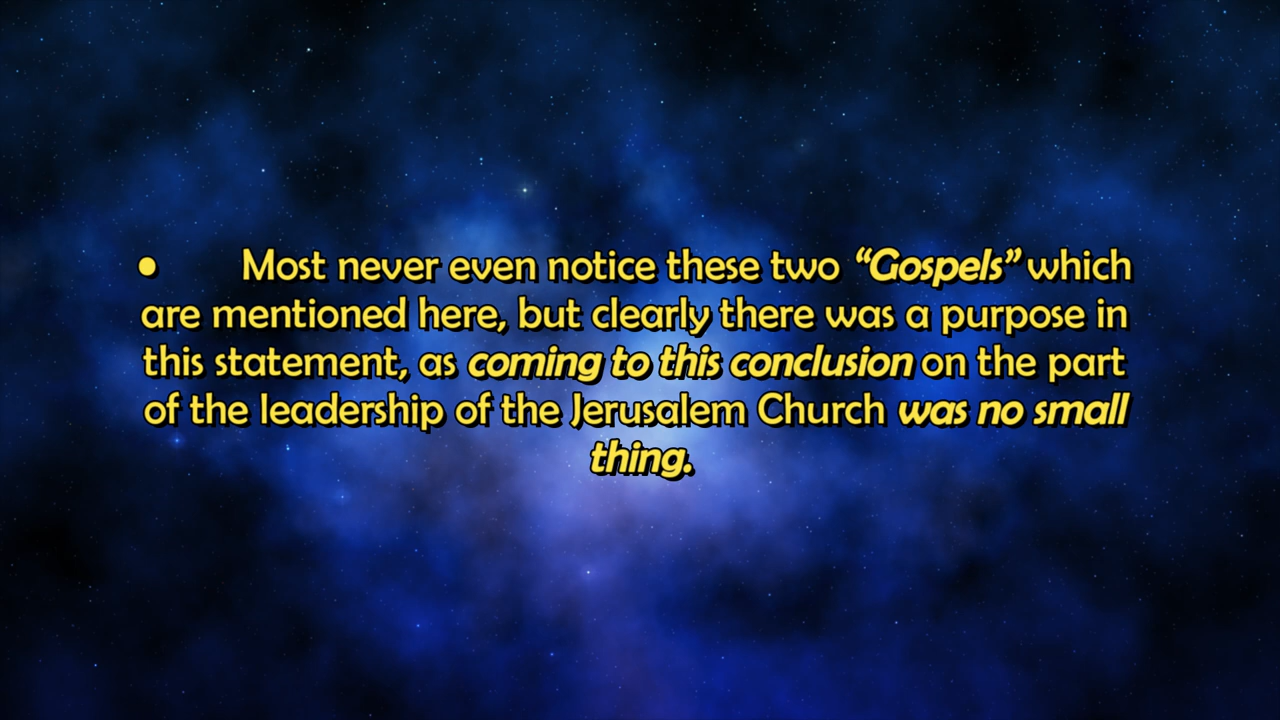 • Most never even notice these two “Gospels” which
are mentioned here, but clearly there was a purpose in
this statement, as coming to this conclusion on the part
of the leadership of the Jerusalem Church was no small
thing.